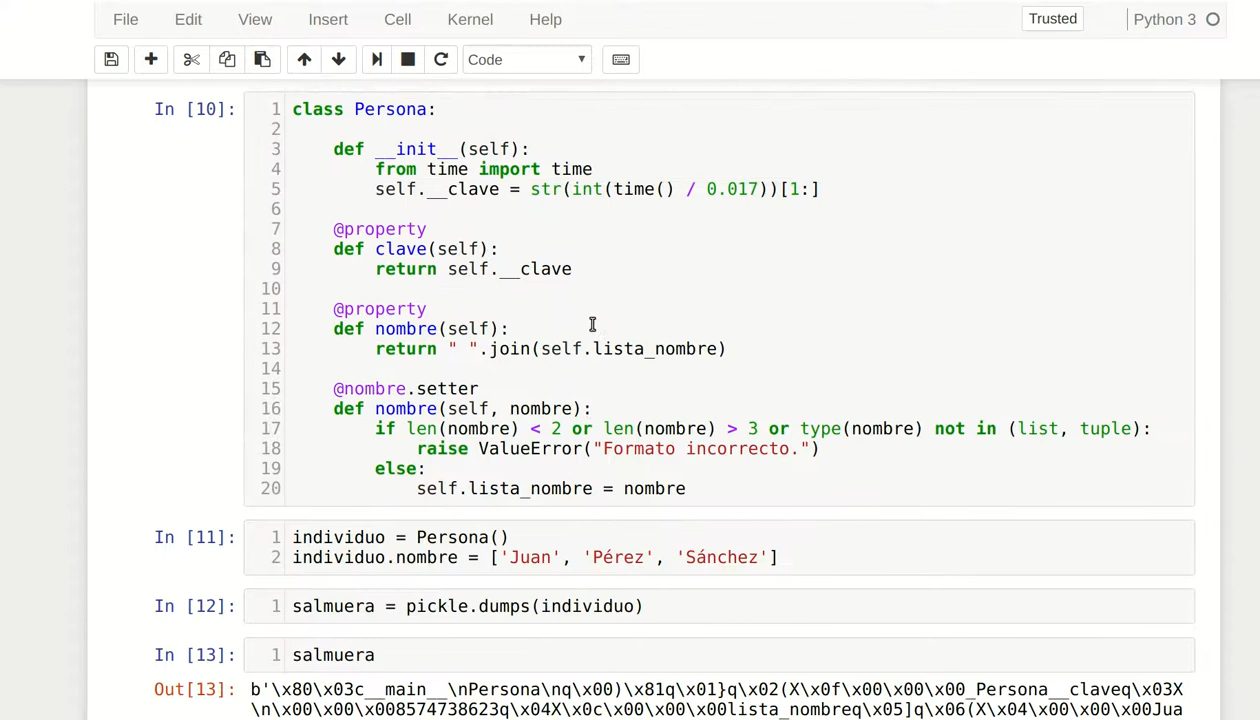 File Edit View Insert Cell Kernel Help Trusted Python 3
Code
In [10]:
1 class Persona:
2
3     def __init__(self):
4         from time import time
5         self.__clave = str(int(time() / 0.017))[1:]
6
7     @property
8     def clave(self):
9         return self.__clave
10
11     @property
12     def nombre(self):
13         return " ".join(self.lista_nombre)
14
15     @nombre.setter
16     def nombre(self, nombre):
17         if len(nombre) < 2 or len(nombre) > 3 or type(nombre) not in (list, tuple):
18             raise ValueError("Formato incorrecto.")
19         else:
20             self.lista_nombre = nombre
In [11]:
1 individuo = Persona()
2 individuo.nombre = ['Juan', 'Pérez', 'Sánchez']
In [12]: 1 salmuera = pickle.dumps(individuo)
In [13]: 1 salmuera
Out[13]: b'\x80\x03c__main__\nPersona\nq\x00)\x81q\x01}q\x02(X\x0f\x00\x00\x00_Persona__claveq\x03X
\n\x00\x00\x008574738623q\x04X\x0c\x00\x00\x00lista_nombreq\x05]q\x06(X\x04\x00\x00\x00Jua